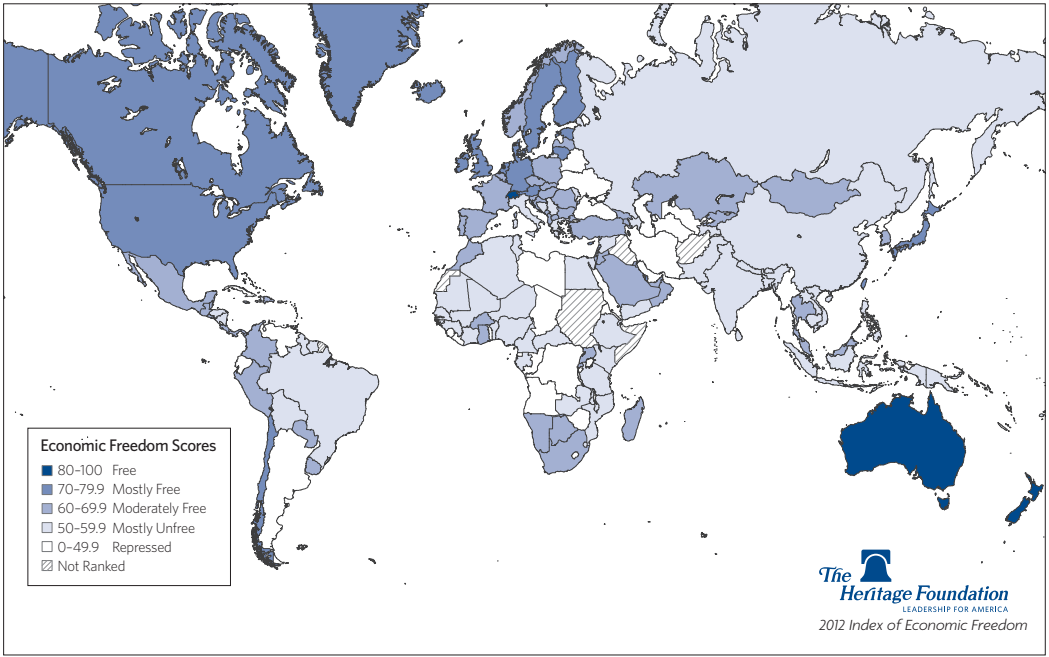 Economic Freedom Scores
80–100 Free
70–79.9 Mostly Free
60–69.9 Moderately Free
50–59.9 Mostly Unfree
0–49.9 Repressed
Not Ranked
The
Heritage Foundation
LEADERSHIP FOR AMERICA
2012 Index of Economic Freedom